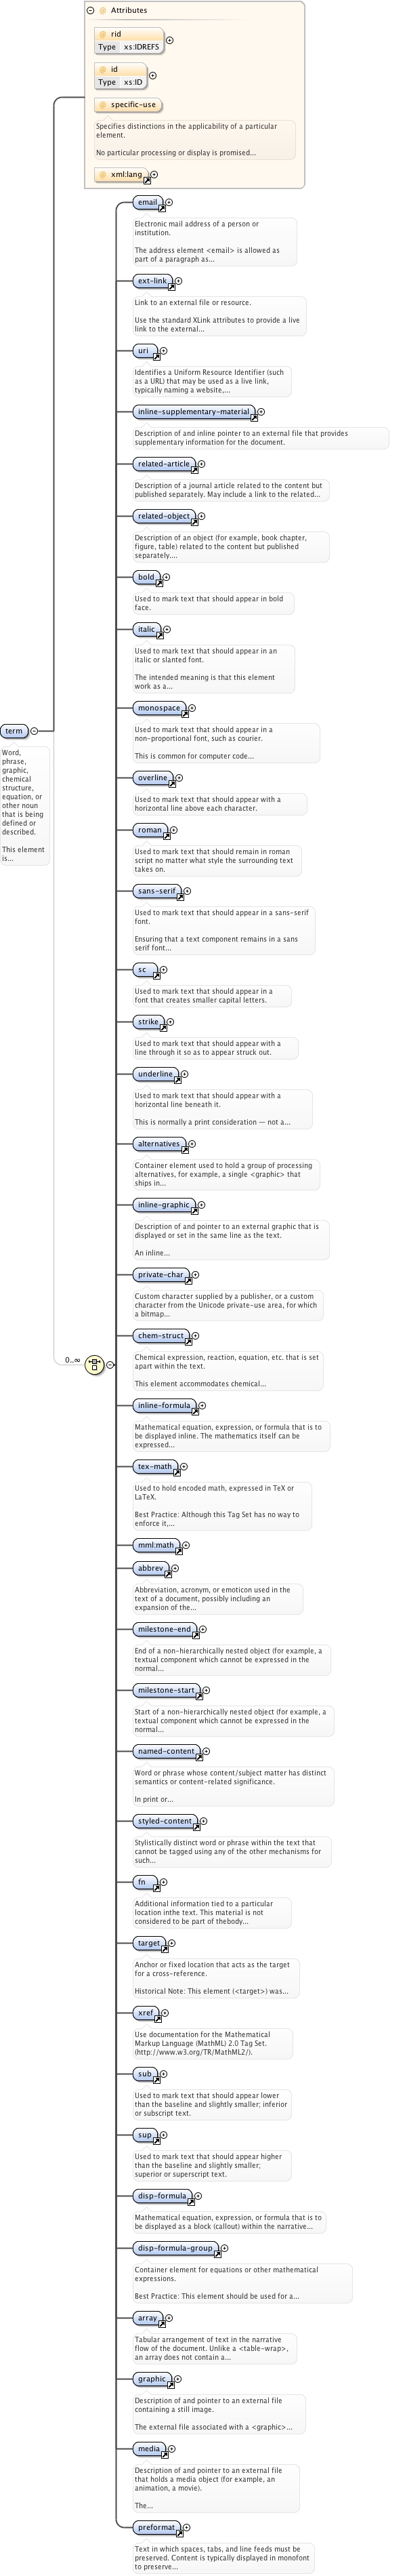 Attributes
rid
Type xs:IDREFS
id
Type xs:ID
specific-use
Specifies distinctions in the applicability of a particular
element.
No particular processing or display is promised...
xml:lang
email
Electronic mail address of a person or
institution.
The address element <email> is allowed as
part of a paragraph as...
ext-link
Link to an external file or resource.
Use the standard XLink attributes to provide a live
link to the external...
uri
Identifies a Uniform Resource Identifier (such
as a URL) that may be used as a live link,
typically naming a website,...
inline-supplementary-material
Description of and inline pointer to an external file that provides
supplementary information for the document.
related-article
Description of a journal article related to the content but
published separately. May include a link to the related...
related-object
Description of an object (for example, book chapter,
figure, table) related to the content but published
separately....
bold
Used to mark text that should appear in bold
face.
italic
Used to mark text that should appear in an
italic or slanted font.
The intended meaning is that this element
work as a...
monospace
Used to mark text that should appear in a
non-proportional font, such as courier.
This is common for computer code...
term
Word,
phrase,
graphic,
chemical
structure,
equation, or
other noun
that is being
defined or
described.
This element
is...
overline
Used to mark text that should appear with a
horizontal line above each character.
roman
Used to mark text that should remain in roman
script no matter what style the surrounding text
takes on.
sans-serif
Used to mark text that should appear in a sans-serif
font.
Ensuring that a text component remains in a sans
serif font...
sc
Used to mark text that should appear in a
font that creates smaller capital letters.
strike
Used to mark text that should appear with a
line through it so as to appear struck out.
underline
Used to mark text that should appear with a
horizontal line beneath it.
This is normally a print consideration — not a...
alternatives
Container element used to hold a group of processing
alternatives, for example, a single <graphic> that
ships in...
inline-graphic
Description of and pointer to an external graphic that is
displayed or set in the same line as the text.
An inline...
private-char
Custom character supplied by a publisher, or a custom
character from the Unicode private-use area, for which
a bitmap...
chem-struct
Chemical expression, reaction, equation, etc. that is set
apart within the text.
This element accommodates chemical...
0..∞
inline-formula
Mathematical equation, expression, or formula that is to
be displayed inline. The mathematics itself can be
expressed...
tex-math
Used to hold encoded math, expressed in TeX or
LaTeX.
Best Practice: Although this Tag Set has no way to
enforce it,...
mml:math
abbrev
Abbreviation, acronym, or emoticon used in the
text of a document, possibly including an
expansion of the...
milestone-end
End of a non-hierarchically nested object (for example, a
textual component which cannot be expressed in the
normal...
milestone-start
Start of a non-hierarchically nested object (for example, a
textual component which cannot be expressed in the
normal...
named-content
Word or phrase whose content/subject matter has distinct
semantics or content-related significance.
In print or...
styled-content
Stylistically distinct word or phrase within the text that
cannot be tagged using any of the other mechanisms for
such...
fn
Additional information tied to a particular
location inthe text. This material is not
considered to be part of thebody...
target
Anchor or fixed location that acts as the target
for a cross-reference.
Historical Note: This element (<target>) was...
xref
Use documentation for the Mathematical
Markup Language (MathML) 2.0 Tag Set.
(http://www.w3.org/TR/MathML2/).
sub
Used to mark text that should appear lower
than the baseline and slightly smaller; inferior
or subscript text.
sup
Used to mark text that should appear higher
than the baseline and slightly smaller;
superior or superscript text.
disp-formula
Mathematical equation, expression, or formula that is to
be displayed as a block (callout) within the narrative...
disp-formula-group
Container element for equations or other mathematical
expressions.
Best Practice: This element should be used for a...
array
Tabular arrangement of text in the narrative
flow of the document. Unlike a <table-wrap>,
an array does not contain a...
graphic
Description of and pointer to an external file
containing a still image.
The external file associated with a <graphic>...
media
Description of and pointer to an external file
that holds a media object (for example, an
animation, a movie).
The...
preformat
Text in which spaces, tabs, and line feeds must be
preserved. Content is typically displayed in monofont
to preserve...